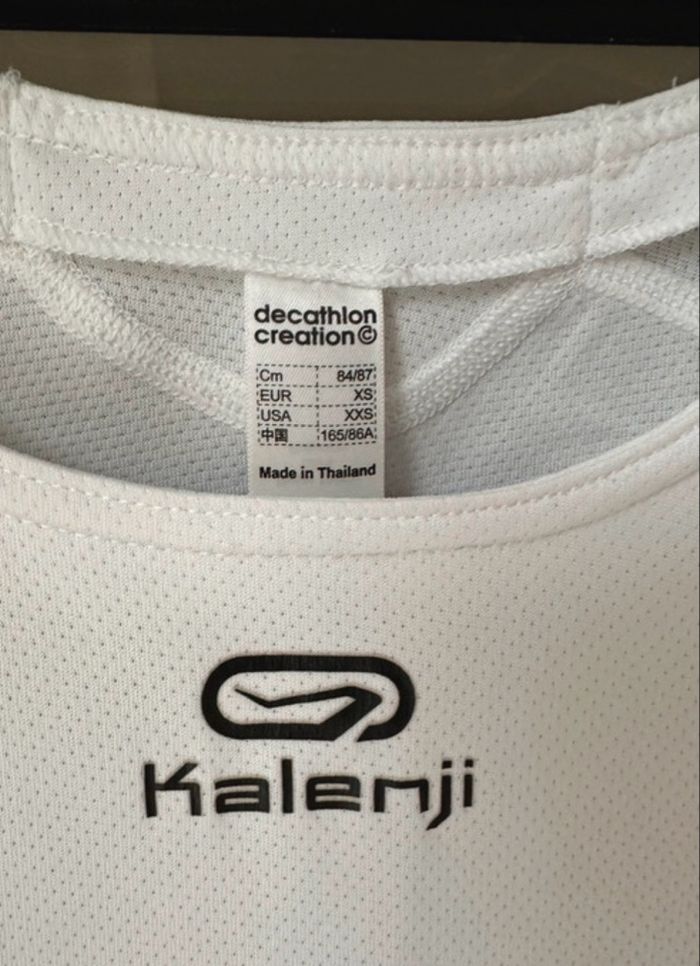 decathlon
creation©
Cm 84/87
EUR XS
USA XXS
中国 165/86A
Made in Thailand
Kalenji